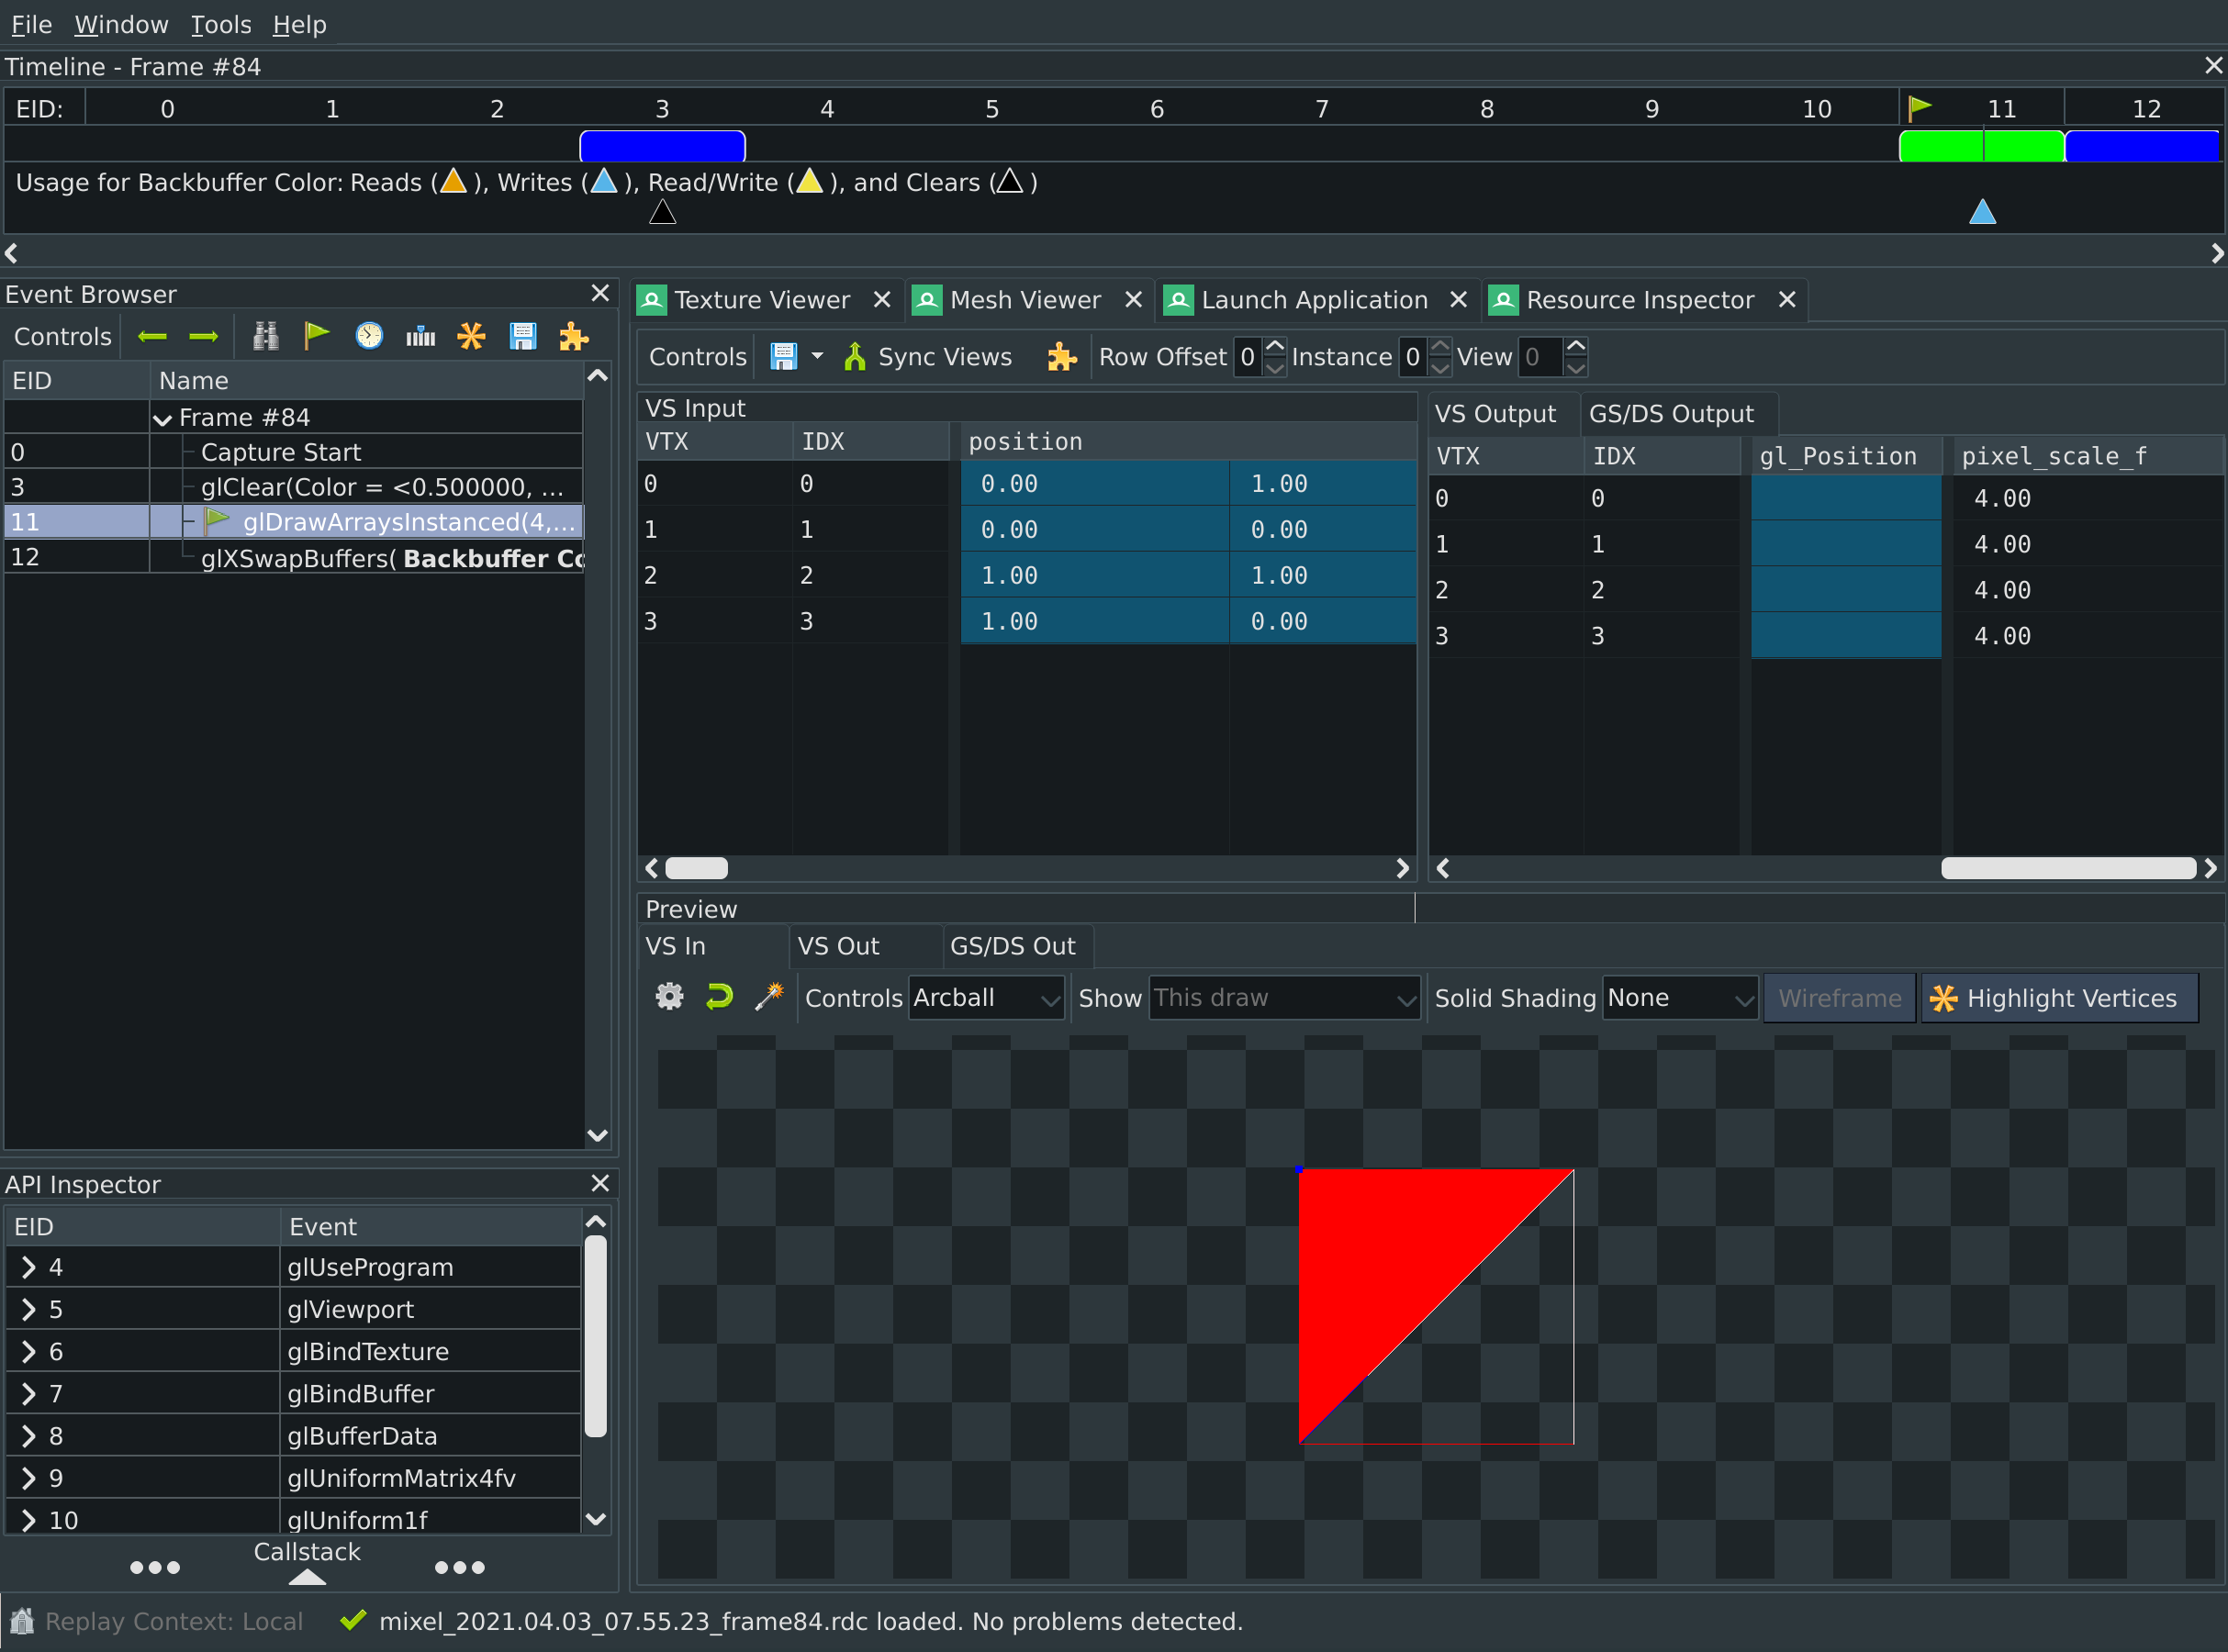 File Window Tools Help
Timeline - Frame #84
EID: 0 1 2 3 4 5 6 7 8 9 10 11 12
Usage for Backbuffer Color: Reads ( ), Writes ( ), Read/Write ( ), and Clears ( )
Event Browser
Controls
EID Name
Frame #84
0 Capture Start
3 glClear(Color = <0.500000, ...
11 glDrawArraysInstanced(4,...
12 glXSwapBuffers( Backbuffer Co
API Inspector
EID Event
4 glUseProgram
5 glViewport
6 glBindTexture
7 glBindBuffer
8 glBufferData
9 glUniformMatrix4fv
10 glUniform1f
Callstack
Texture Viewer Mesh Viewer Launch Application Resource Inspector
Controls Sync Views Row Offset 0 Instance 0 View 0
VS Input
VTX IDX position
0 0 0.00 1.00
1 1 0.00 0.00
2 2 1.00 1.00
3 3 1.00 0.00
VS Output GS/DS Output
VTX IDX gl_Position pixel_scale_f
0 0 4.00
1 1 4.00
2 2 4.00
3 3 4.00
Preview
VS In VS Out GS/DS Out
Controls Arcball Show This draw Solid Shading None Wireframe Highlight Vertices
Replay Context: Local mixel_2021.04.03_07.55.23_frame84.rdc loaded. No problems detected.